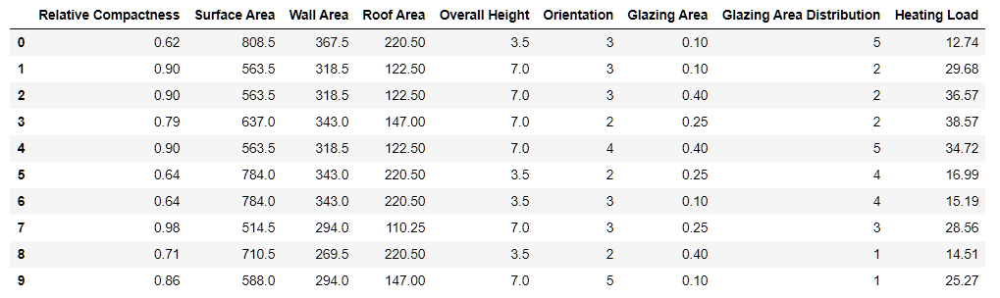 Relative Compactness Surface Area Wall Area Roof Area Overall Height Orientation Glazing Area Glazing Area Distribution Heating Load
0 0.62 808.5 367.5 220.50 3.5 3 0.10 5 12.74
1 0.90 563.5 318.5 122.50 7.0 3 0.10 2 29.68
2 0.90 563.5 318.5 122.50 7.0 3 0.40 2 36.57
3 0.79 637.0 343.0 147.00 7.0 2 0.25 2 38.57
4 0.90 563.5 318.5 122.50 7.0 4 0.40 5 34.72
5 0.64 784.0 343.0 220.50 3.5 2 0.25 4 16.99
6 0.64 784.0 343.0 220.50 3.5 3 0.10 4 15.19
7 0.98 514.5 294.0 110.25 7.0 3 0.25 3 28.56
8 0.71 710.5 269.5 220.50 3.5 2 0.40 1 14.51
9 0.86 588.0 294.0 147.00 7.0 5 0.10 1 25.27